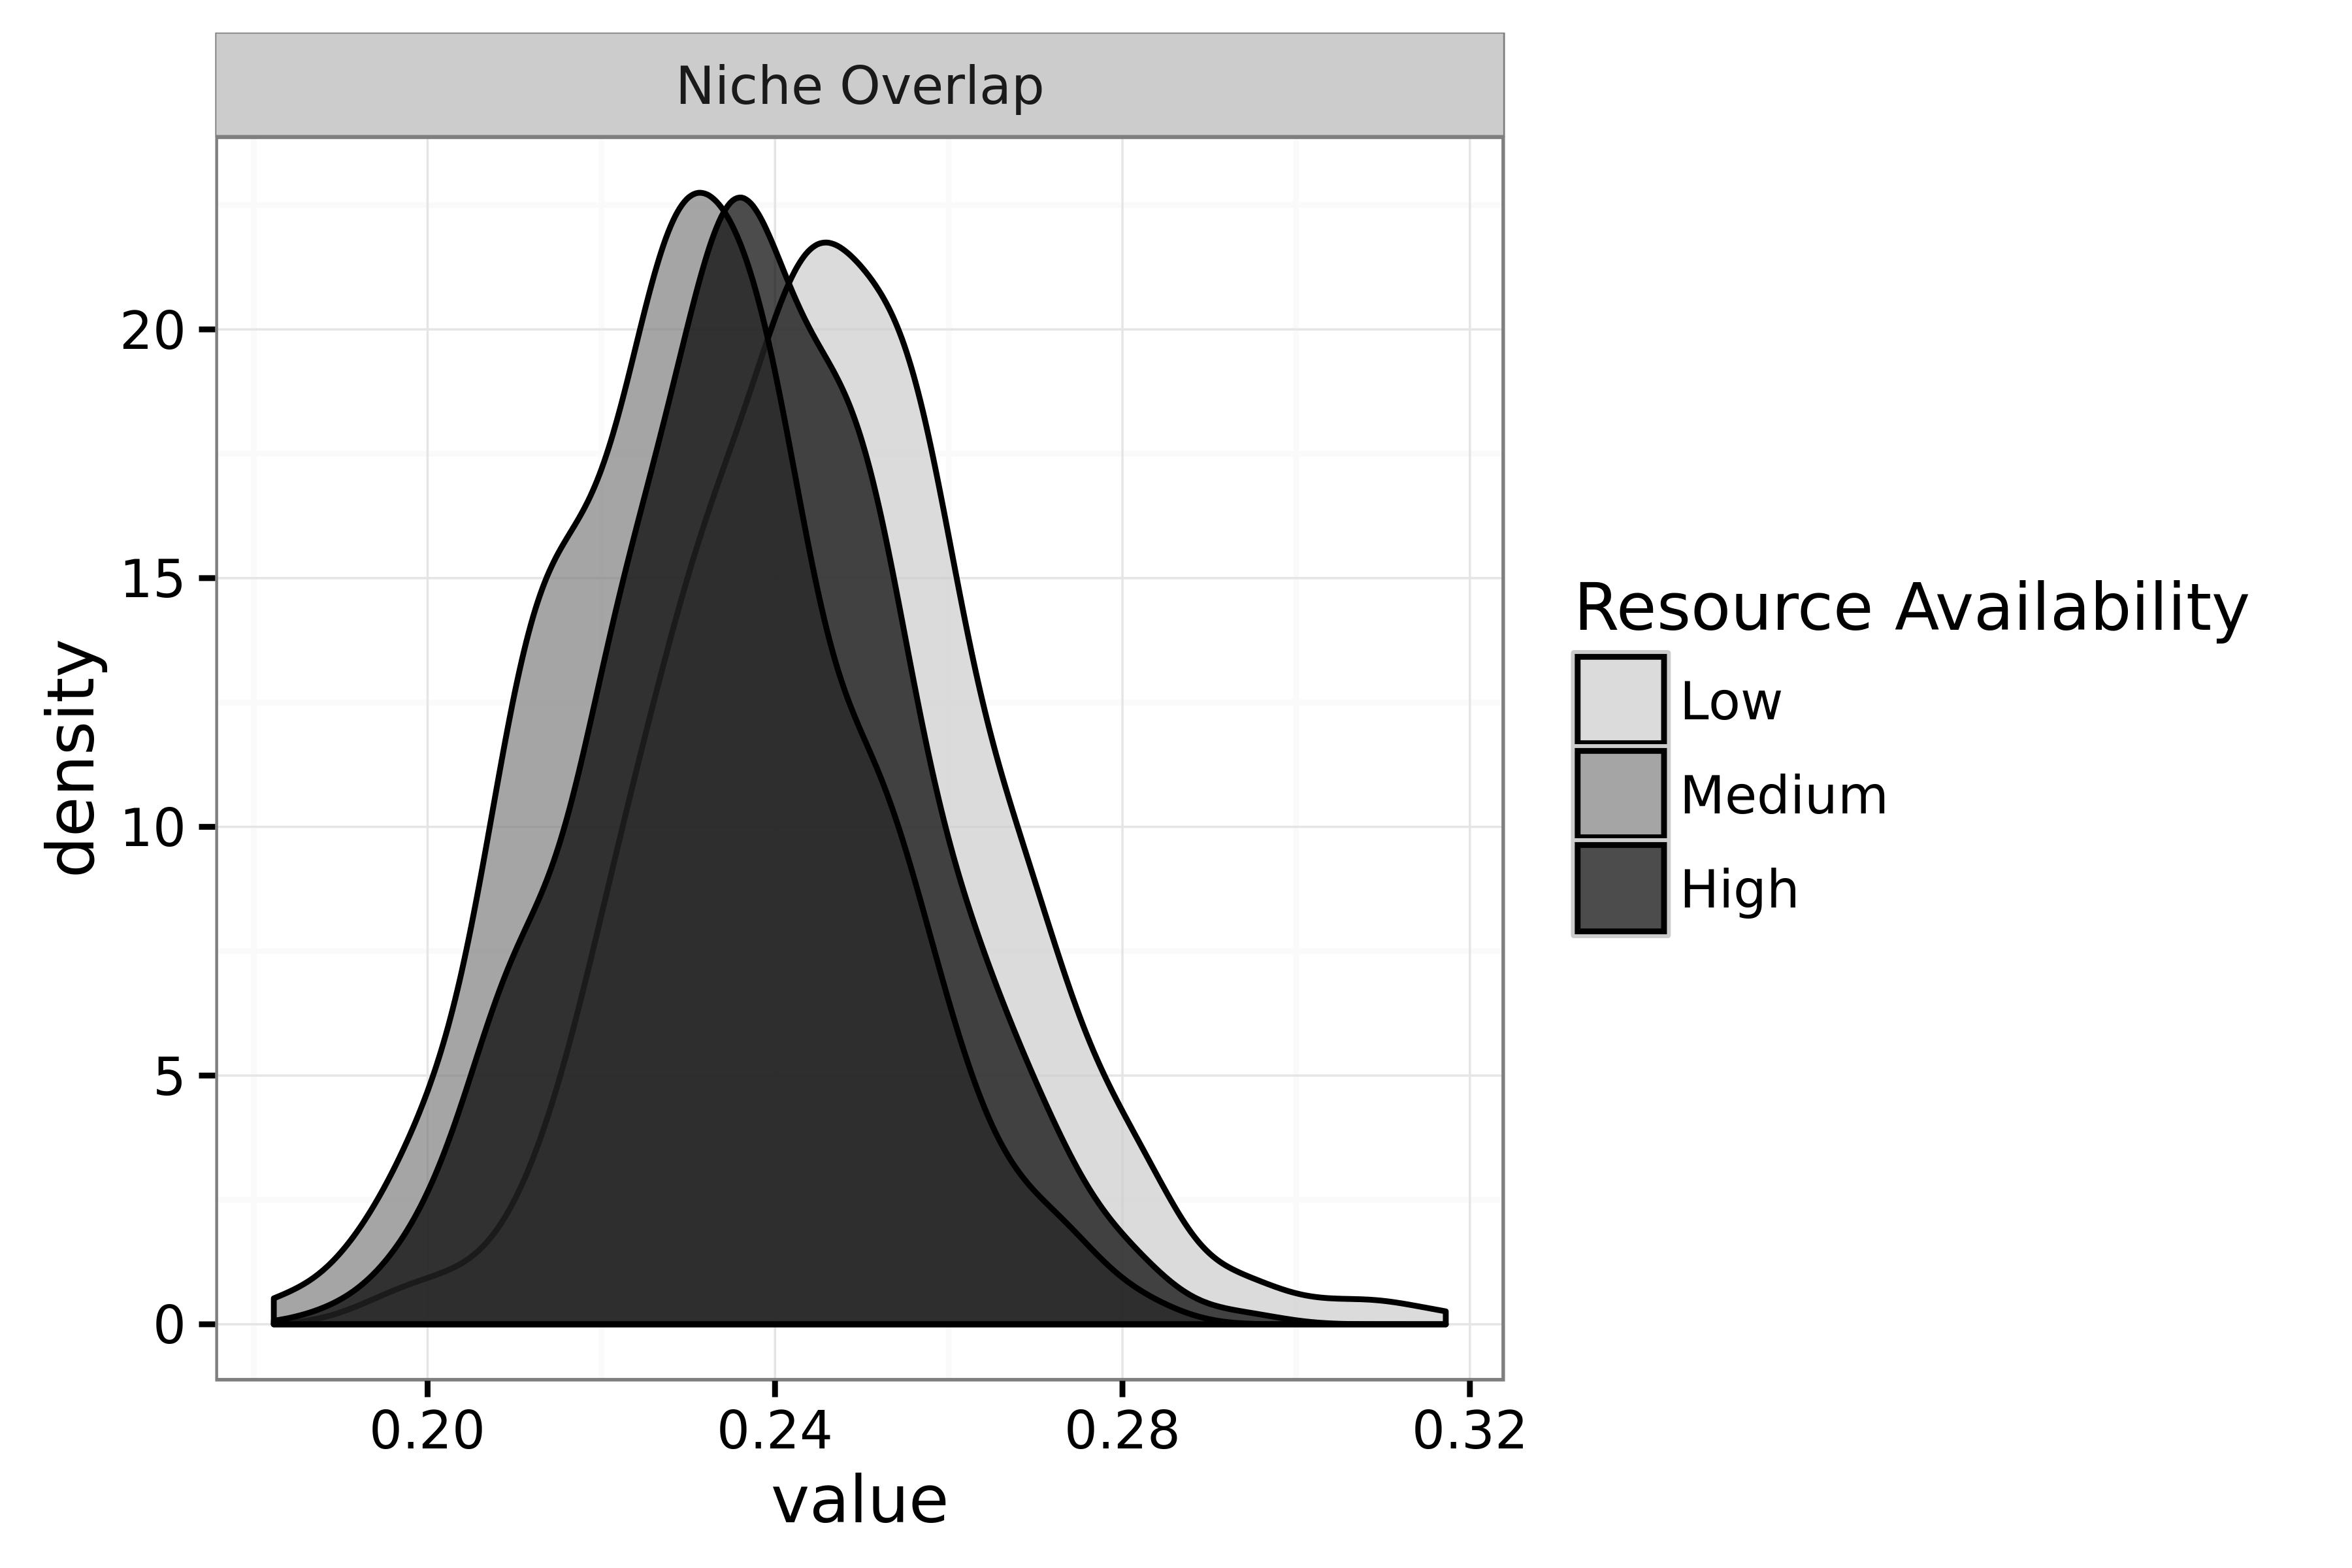 Niche Overlap
density
20
15
10
5
0
0.20 0.24 0.28 0.32
value
Resource Availability
Low
Medium
High